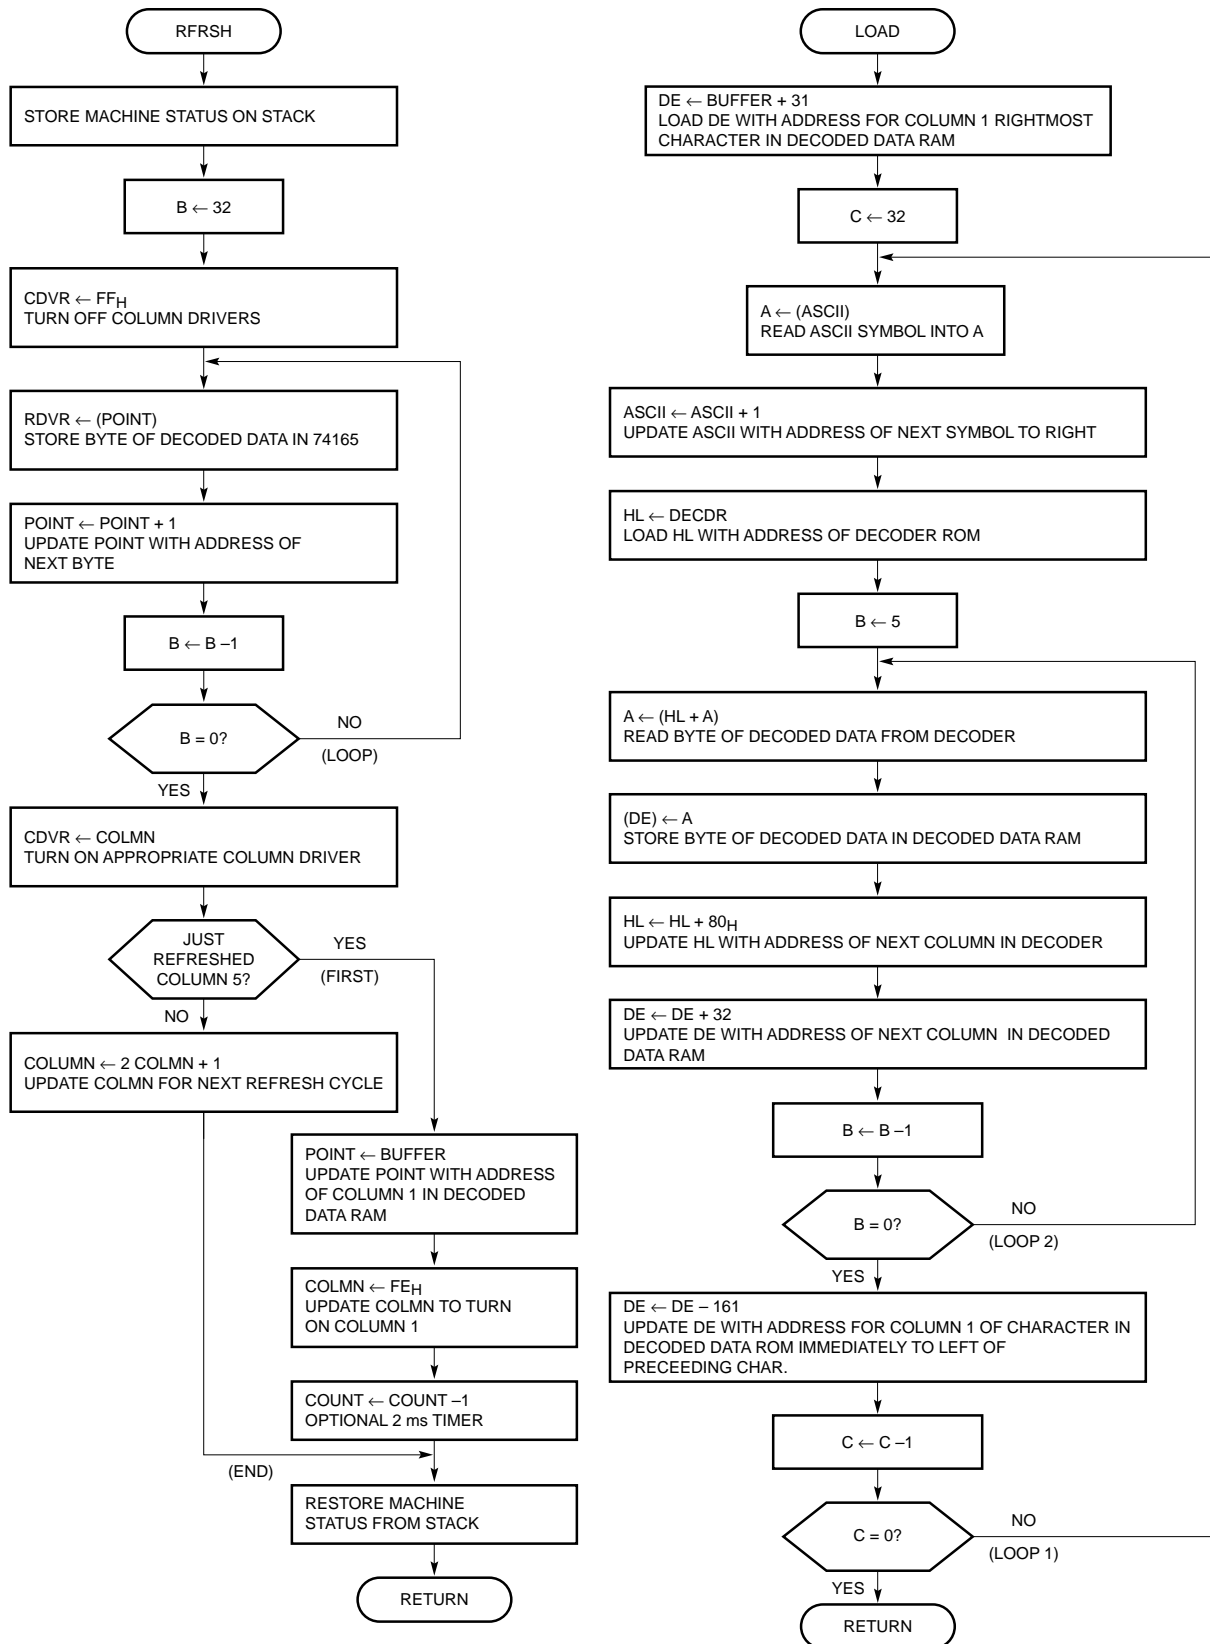 RFRSH
STORE MACHINE STATUS ON STACK
B ← 32
CDVR ← FFH
TURN OFF COLUMN DRIVERS
RDVR ← (POINT)
STORE BYTE OF DECODED DATA IN 74165
POINT ← POINT + 1
UPDATE POINT WITH ADDRESS OF
NEXT BYTE
B ← B –1
B = 0?
NO
(LOOP)
YES
CDVR ← COLMN
TURN ON APPROPRIATE COLUMN DRIVER
JUST
REFRESHED
COLUMN 5?
YES
(FIRST)
NO
COLUMN ← 2 COLMN + 1
UPDATE COLMN FOR NEXT REFRESH CYCLE
POINT ← BUFFER
UPDATE POINT WITH ADDRESS
OF COLUMN 1 IN DECODED
DATA RAM
COLMN ← FEH
UPDATE COLMN TO TURN
ON COLUMN 1
COUNT ← COUNT –1
OPTIONAL 2 ms TIMER
(END)
RESTORE MACHINE
STATUS FROM STACK
RETURN
LOAD
DE ← BUFFER + 31
LOAD DE WITH ADDRESS FOR COLUMN 1 RIGHTMOST
CHARACTER IN DECODED DATA RAM
C ← 32
A ← (ASCII)
READ ASCII SYMBOL INTO A
ASCII ← ASCII + 1
UPDATE ASCII WITH ADDRESS OF NEXT SYMBOL TO RIGHT
HL ← DECDR
LOAD HL WITH ADDRESS OF DECODER ROM
B ← 5
A ← (HL + A)
READ BYTE OF DECODED DATA FROM DECODER
(DE) ← A
STORE BYTE OF DECODED DATA IN DECODED DATA RAM
HL ← HL + 80H
UPDATE HL WITH ADDRESS OF NEXT COLUMN IN DECODER
DE ← DE + 32
UPDATE DE WITH ADDRESS OF NEXT COLUMN IN DECODED
DATA RAM
B ← B –1
B = 0?
NO
(LOOP 2)
YES
DE ← DE – 161
UPDATE DE WITH ADDRESS FOR COLUMN 1 OF CHARACTER IN
DECODED DATA ROM IMMEDIATELY TO LEFT OF
PRECEEDING CHAR.
C ← C –1
C = 0?
NO
(LOOP 1)
YES
RETURN